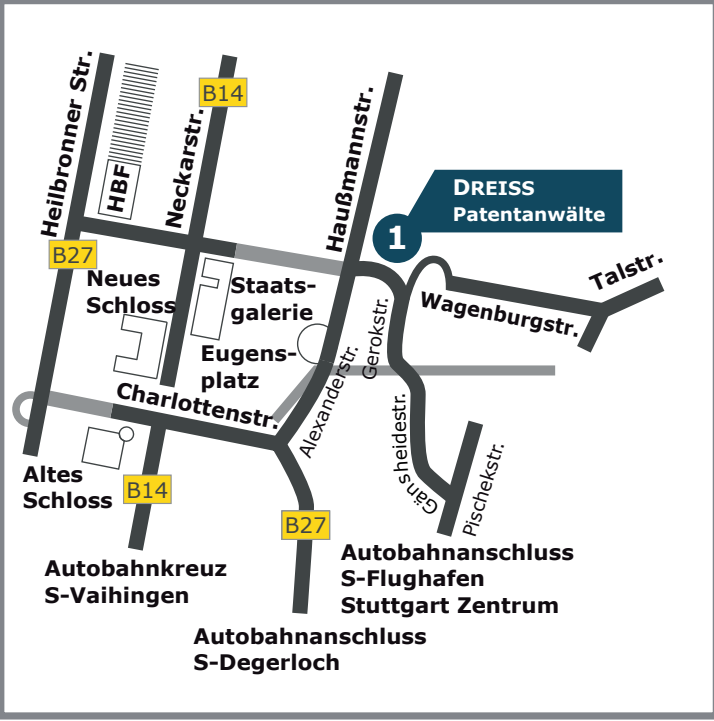 Heilbronner Str.
HBF
Neckarstr.
B14
Haußmannstr.
DREISS
Patentanwälte
1
B27
Neues
Schloss
Staats-
galerie
Talstr.
Wagenburgstr.
Gerokstr.
Eugens-
platz
Charlottenstr.
Alexanderstr.
Gänsheidestr.
Pischekstr.
Altes
Schloss
B14
B27
Autobahnkreuz
S-Vaihingen
Autobahnanschluss
S-Flughafen
Stuttgart Zentrum
Autobahnanschluss
S-Degerloch